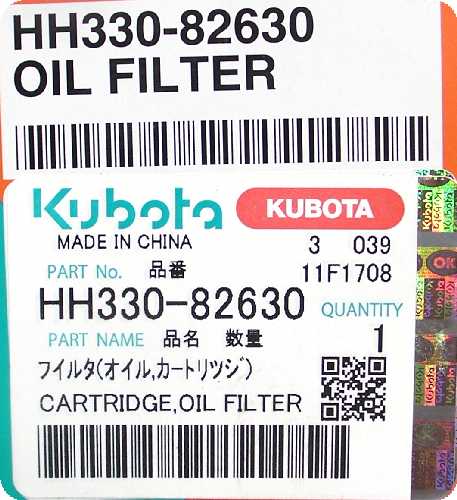 HH330-82630
OIL FILTER
Kubota KUBOTA
MADE IN CHINA 3 039
PART No. 品番 11F1708
HH330-82630 QUANTITY
PART NAME 品名 数量 1
フイルタ(オイル,カートリツジ)
CARTRIDGE,OIL FILTER